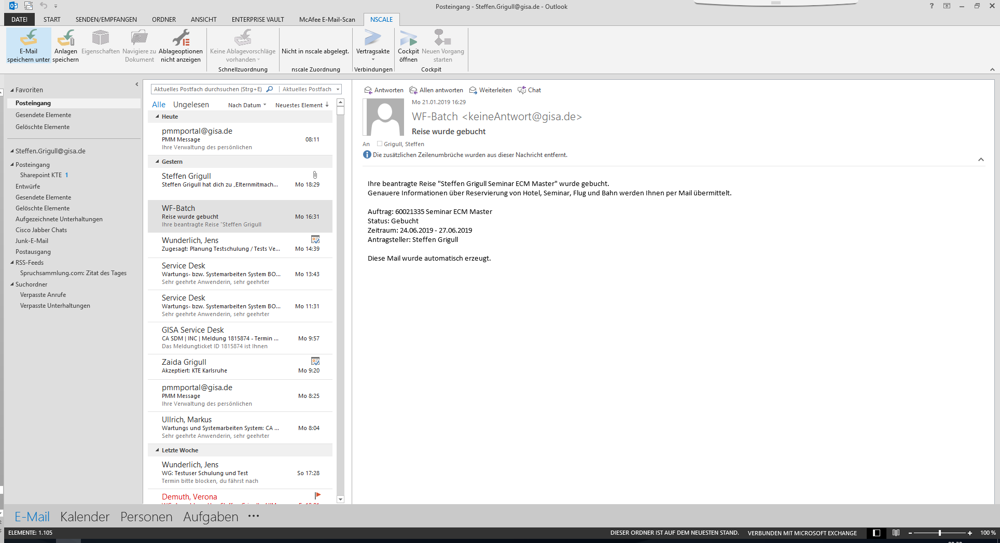 Posteingang - Steffen.Grigull@gisa.de - Outlook
DATEI START SENDEN/EMPFANGEN ORDNER ANSICHT ENTERPRISE VAULT McAfee E-Mail-Scan NSCALE
E-Mail speichern unter
Anlagen speichern
Eigenschaften
Navigiere zu Dokument
Ablageoptionen nicht anzeigen
Keine Ablagevorschläge vorhanden
Schnellzuordnung
Nicht in nscale abgelegt.
nscale Zuordnung
Vertragsakte
Verbindungen
Cockpit öffnen
Neuen Vorgang starten
Cockpit
Favoriten
Posteingang
Gesendete Elemente
Gelöschte Elemente
Steffen.Grigull@gisa.de
Posteingang
Sharepoint KTE 1
Entwürfe
Gesendete Elemente
Gelöschte Elemente
Aufgezeichnete Unterhaltungen
Cisco Jabber Chats
Junk-E-Mail
Postausgang
RSS-Feeds
Spruchsammlung.com: Zitat des Tages
Suchordner
Verpasste Anrufe
Verpasste Unterhaltungen
Aktuelles Postfach durchsuchen (Strg+E) Aktuelles Postfach
Alle Ungelesen Nach Datum Neuestes Element
Heute
pmmportal@gisa.de
PMM Message 08:11
Ihre Verwaltung des persönlichen
Gestern
Steffen Grigull
Steffen Grigull hat dich zu „Elternmitmach... Mo 18:29
WF-Batch
Reise wurde gebucht Mo 16:31
Ihre beantragte Reise "Steffen Grigull
Wunderlich, Jens
Zugesagt: Planung Testschulung / Tests Ve... Mo 14:39
Service Desk
Wartungs- bzw. Systemarbeiten System BO... Mo 13:43
Sehr geehrte Anwenderin, sehr geehrter
Service Desk
Wartungs- bzw. Systemarbeiten System BO... Mo 11:31
Sehr geehrte Anwenderin, sehr geehrter
GISA Service Desk
CA SDM | INC | Meldung 1815874 - Termin ... Mo 9:57
Das Meldungticket ID 1815874 ist Ihnen
Zaida Grigull
Akzeptiert: KTE Karlsruhe Mo 9:20
pmmportal@gisa.de
PMM Message Mo 8:25
Ihre Verwaltung des persönlichen
Ullrich, Markus
Wartungs und Systemarbeiten System: CA ... Mo 8:04
Sehr geehrte Anwenderin, sehr geehrter
Letzte Woche
Wunderlich, Jens
WG: Testuser Schulung und Test So 17:28
Termin bitte blocken, du fährst nach
Demuth, Verona
Antworten Allen antworten Weiterleiten Chat
Mo 21.01.2019 16:29
WF-Batch <keineAntwort@gisa.de>
Reise wurde gebucht
An Grigull, Steffen
Die zusätzlichen Zeilenumbrüche wurden aus dieser Nachricht entfernt.
Ihre beantragte Reise "Steffen Grigull Seminar ECM Master" wurde gebucht.
Genauere Informationen über Reservierung von Hotel, Seminar, Flug und Bahn werden Ihnen per Mail übermittelt.
Auftrag: 60021335 Seminar ECM Master
Status: Gebucht
Zeitraum: 24.06.2019 - 27.06.2019
Antragsteller: Steffen Grigull
Diese Mail wurde automatisch erzeugt.
E-Mail Kalender Personen Aufgaben ...
ELEMENTE: 1.105
DIESER ORDNER IST AUF DEM NEUESTEN STAND. VERBUNDEN MIT MICROSOFT EXCHANGE 100 %